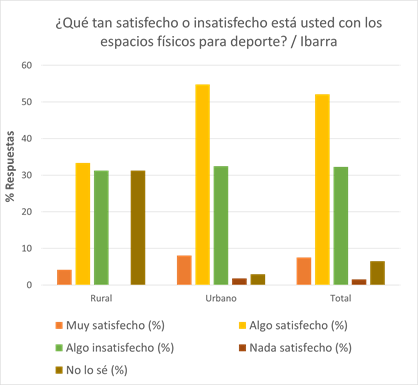 ¿Qué tan satisfecho o insatisfecho está usted con los
espacios físicos para deporte? / Ibarra
% Respuestas
60
50
40
30
20
10
0
Rural
Urbano
Total
Muy satisfecho (%)
Algo satisfecho (%)
Algo insatisfecho (%)
Nada satisfecho (%)
No lo sé (%)